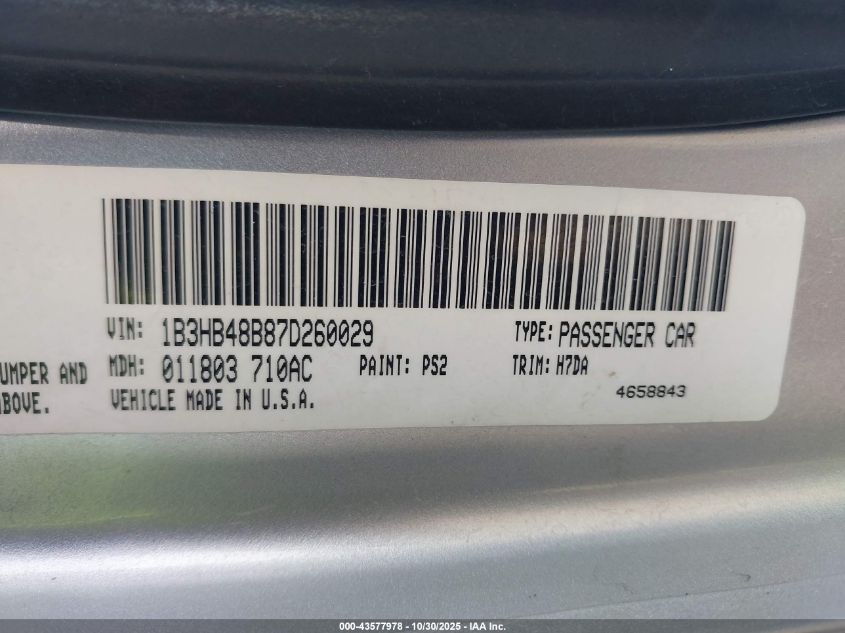 VIN: 1B3HB48B87D260029 TYPE: PASSENGER CAR
UMPER AND MDH: 011803 710AC PAINT: PS2 TRIM: H7DA
ABOVE. VEHICLE MADE IN U.S.A. 4658843
000-43577978 - 10/30/2025 - IAA Inc.